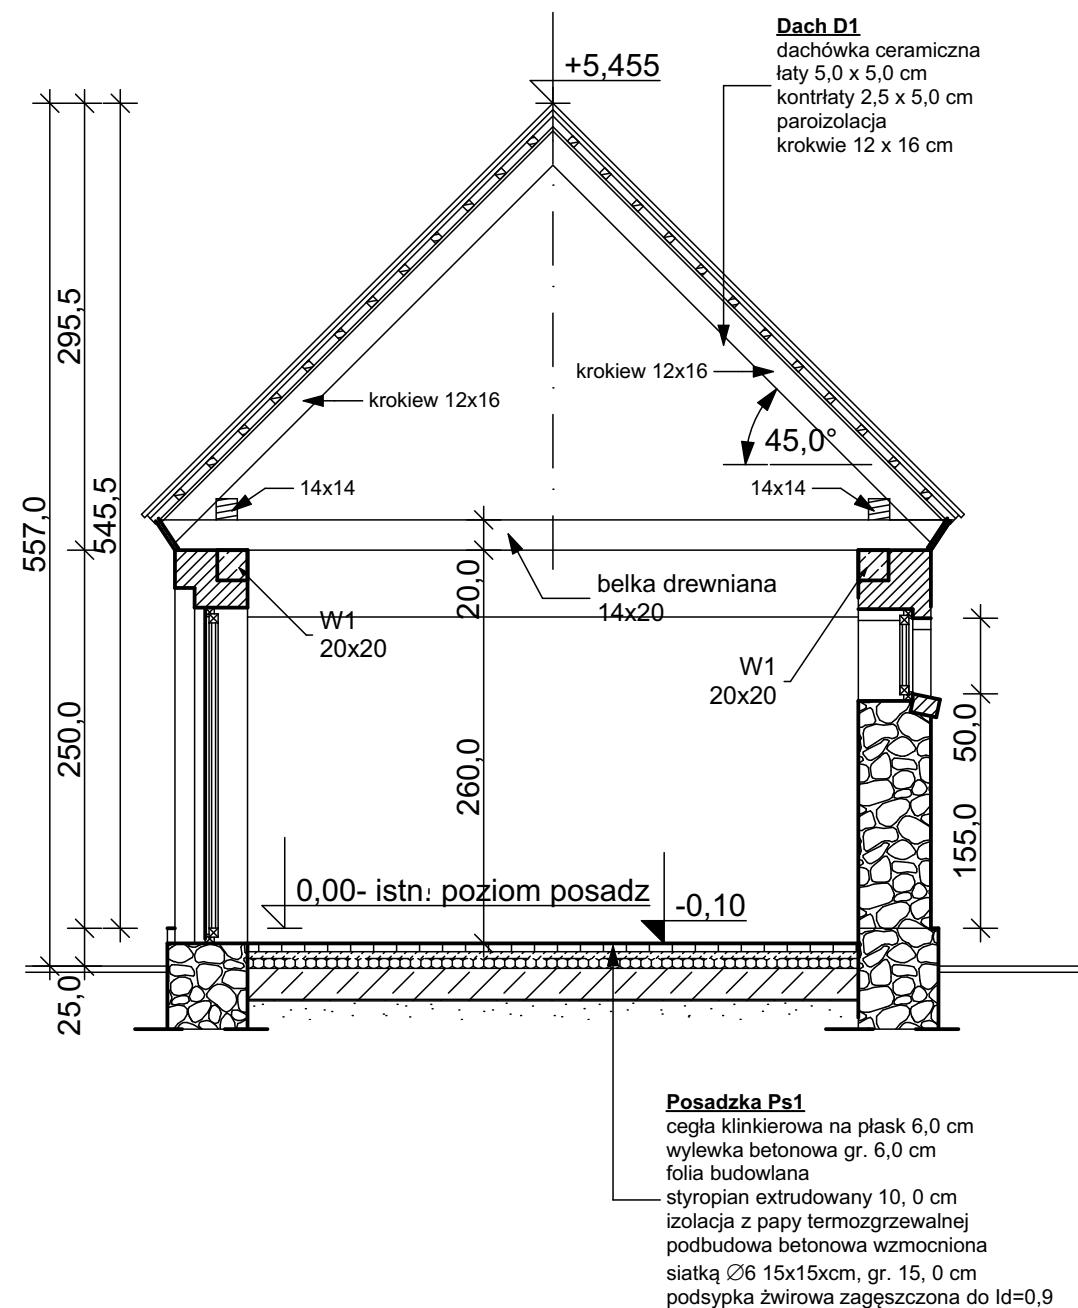 Dach D1
dachówka ceramiczna
łaty 5,0 x 5,0 cm
kontrłaty 2,5 x 5,0 cm
paroizolacja
krokwie 12 x 16 cm
+5,455
295,5
557,0
545,5
250,0
25,0
krokiew 12x16
krokiew 12x16
45,0°
14x14
14x14
20,0
belka drewniana
14x20
W1
20x20
W1
20x20
260,0
50,0
155,0
0,00- istn. poziom posadz
-0,10
Posadzka Ps1
cegła klinkierowa na płask 6,0 cm
wylewka betonowa gr. 6,0 cm
folia budowlana
styropian extrudowany 10, 0 cm
izolacja z papy termozgrzewalnej
podbudowa betonowa wzmocniona
siatką ∅6 15x15xcm, gr. 15, 0 cm
podsypka żwirowa zagęszczona do Id=0,9